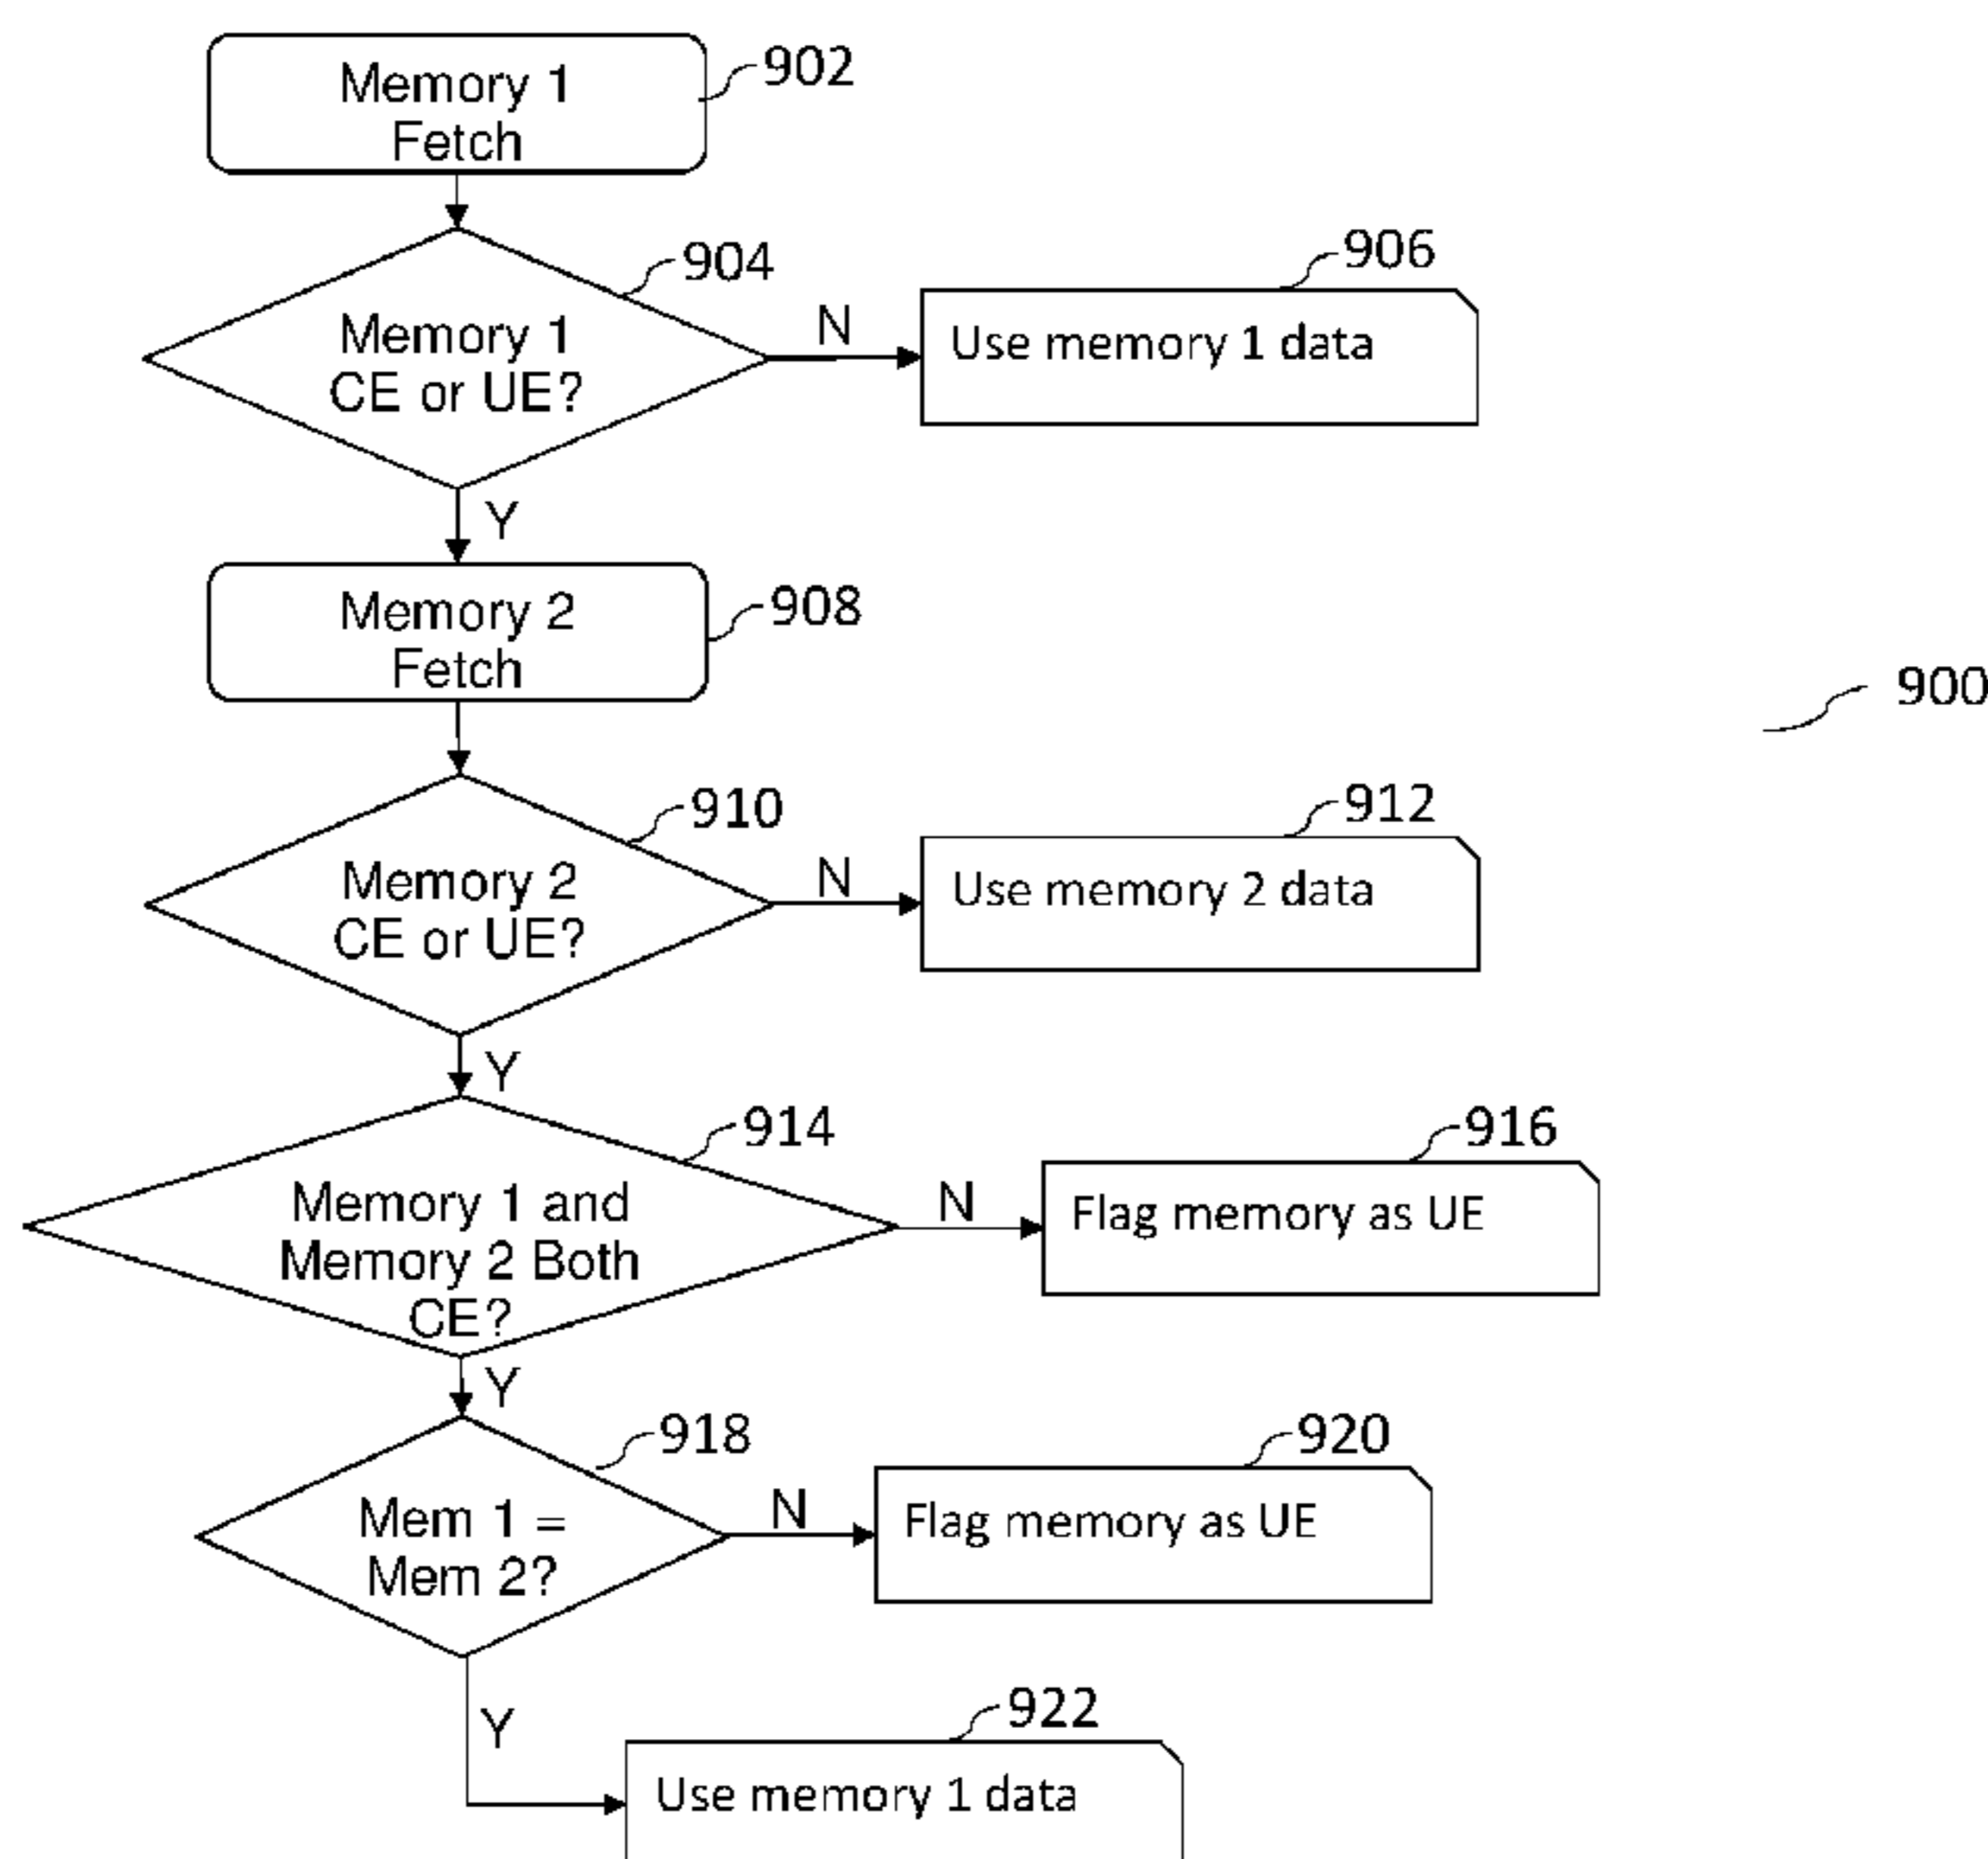 902
Memory 1
Fetch
904
906
Memory 1
CE or UE?
N
Use memory 1 data
Y
908
Memory 2
Fetch
900
910
912
Memory 2
CE or UE?
N
Use memory 2 data
Y
914
916
Memory 1 and
Memory 2 Both
CE?
N
Flag memory as UE
Y
918
920
Mem 1 =
Mem 2?
N
Flag memory as UE
Y
922
Use memory 1 data